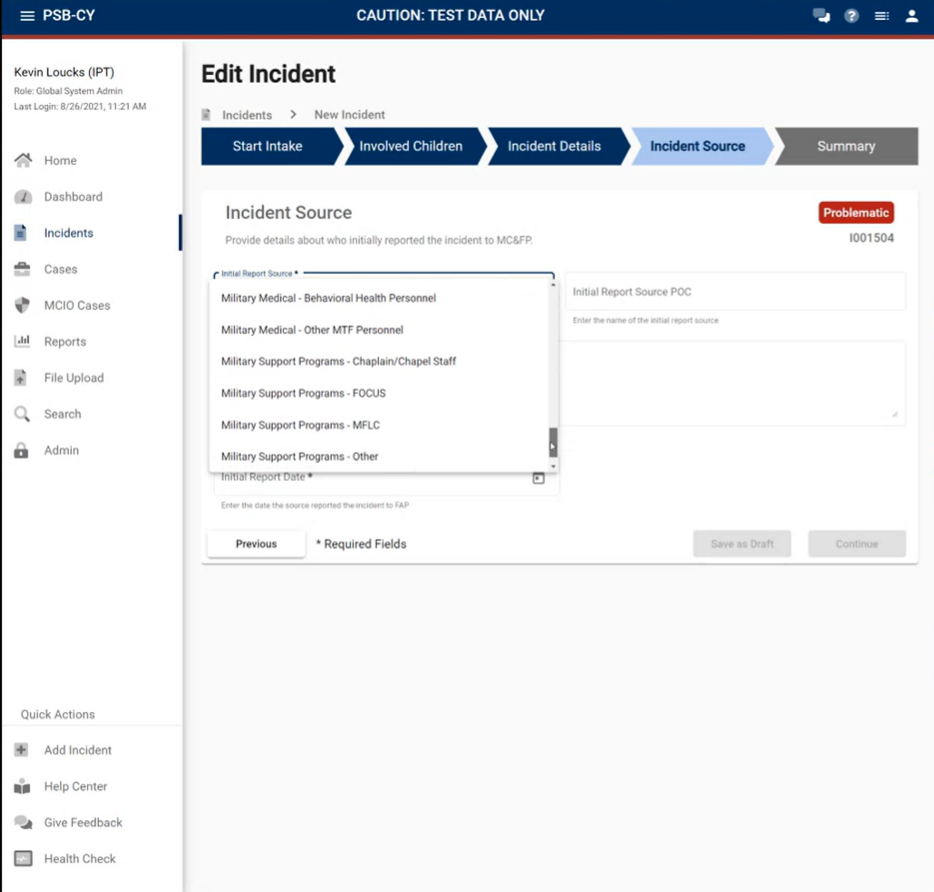 PSB-CY
CAUTION: TEST DATA ONLY
Kevin Loucks (IPT)
Role: Global System Admin
Last Login: 8/26/2021, 11:21 AM
Home
Dashboard
Incidents
Cases
MCIO Cases
Reports
File Upload
Search
Admin
Quick Actions
Add Incident
Help Center
Give Feedback
Health Check
Edit Incident
Incidents > New Incident
Start Intake
Involved Children
Incident Details
Incident Source
Summary
Incident Source
Problematic
Provide details about who initially reported the incident to MC&FP.
I001504
Initial Report Source *
Military Medical - Behavioral Health Personnel
Military Medical - Other MTF Personnel
Military Support Programs - Chaplain/Chapel Staff
Military Support Programs - FOCUS
Military Support Programs - MFLC
Military Support Programs - Other
Initial Report Source POC
Enter the name of the initial report source
Initial Report Date *
Enter the date the source reported the incident to FAP
Previous
* Required Fields
Save as Draft
Continue